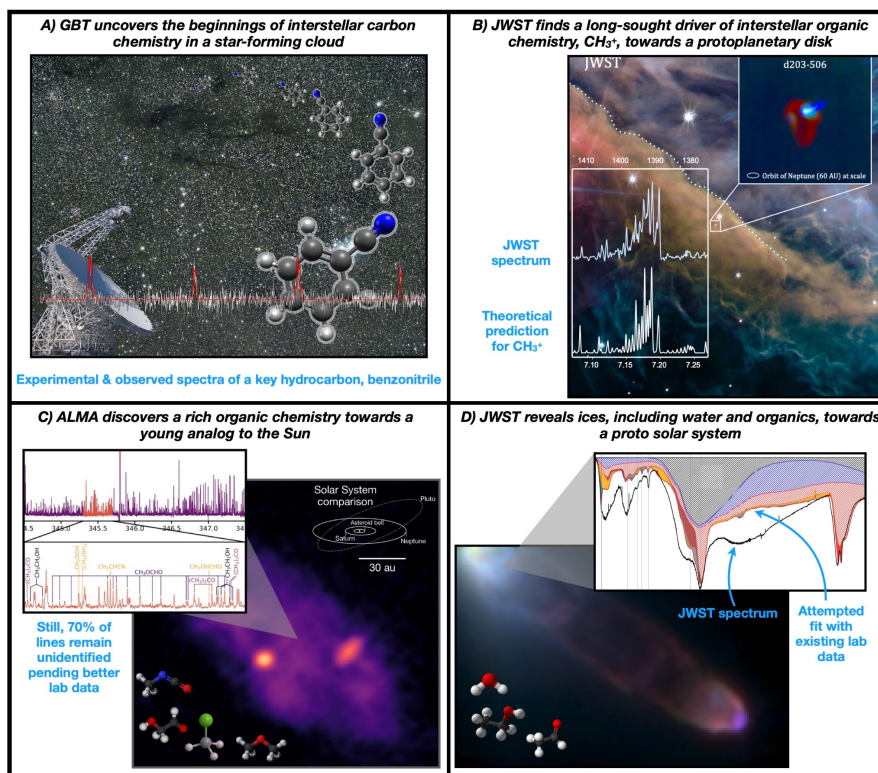 A) GBT uncovers the beginnings of interstellar carbon
chemistry in a star-forming cloud
Experimental & observed spectra of a key hydrocarbon, benzonitrile
B) JWST finds a long-sought driver of interstellar organic
chemistry, CH₃⁺, towards a protoplanetary disk
JWST
d203-506
Orbit of Neptune (60 AU) at scale
1410 1400 1390 1380
JWST
spectrum
Theoretical
prediction
for CH₃⁺
7.10 7.15 7.20 7.25
C) ALMA discovers a rich organic chemistry towards a
young analog to the Sun
345.0 345.5 346.0 346.5 347.0
CH₃OCHO
(CH₃)₂CO
Solar System
comparison
Pluto
Asteroid belt
Saturn
Neptune
30 au
Still, 70% of
lines remain
unidentified
pending better
lab data
D) JWST reveals ices, including water and organics, towards
a proto solar system
JWST spectrum
Attempted
fit with
existing lab
data